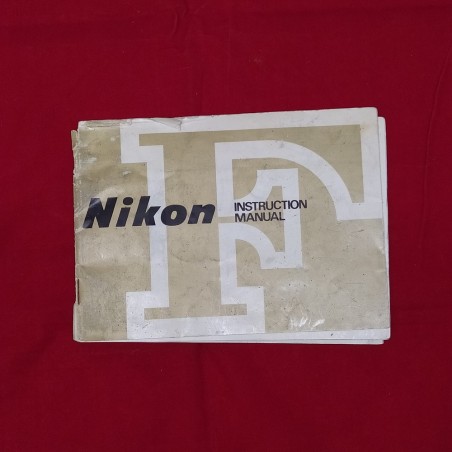 F
Nikon
INSTRUCTION
MANUAL